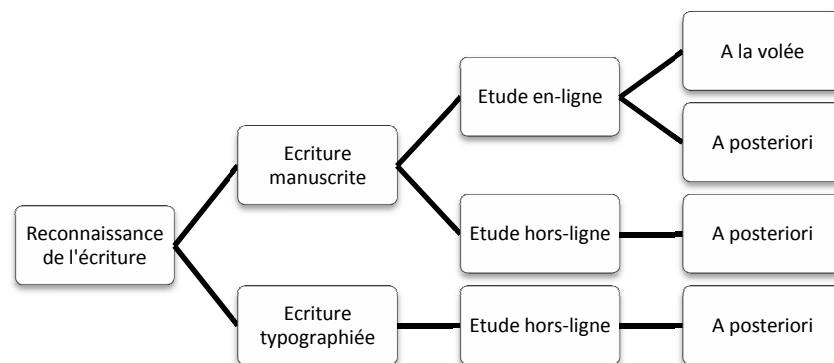 Reconnaissance
de l'écriture
Ecriture
manuscrite
Etude en-ligne
A la volée
A posteriori
Etude hors-ligne
A posteriori
Ecriture
typographiée
Etude hors-ligne
A posteriori